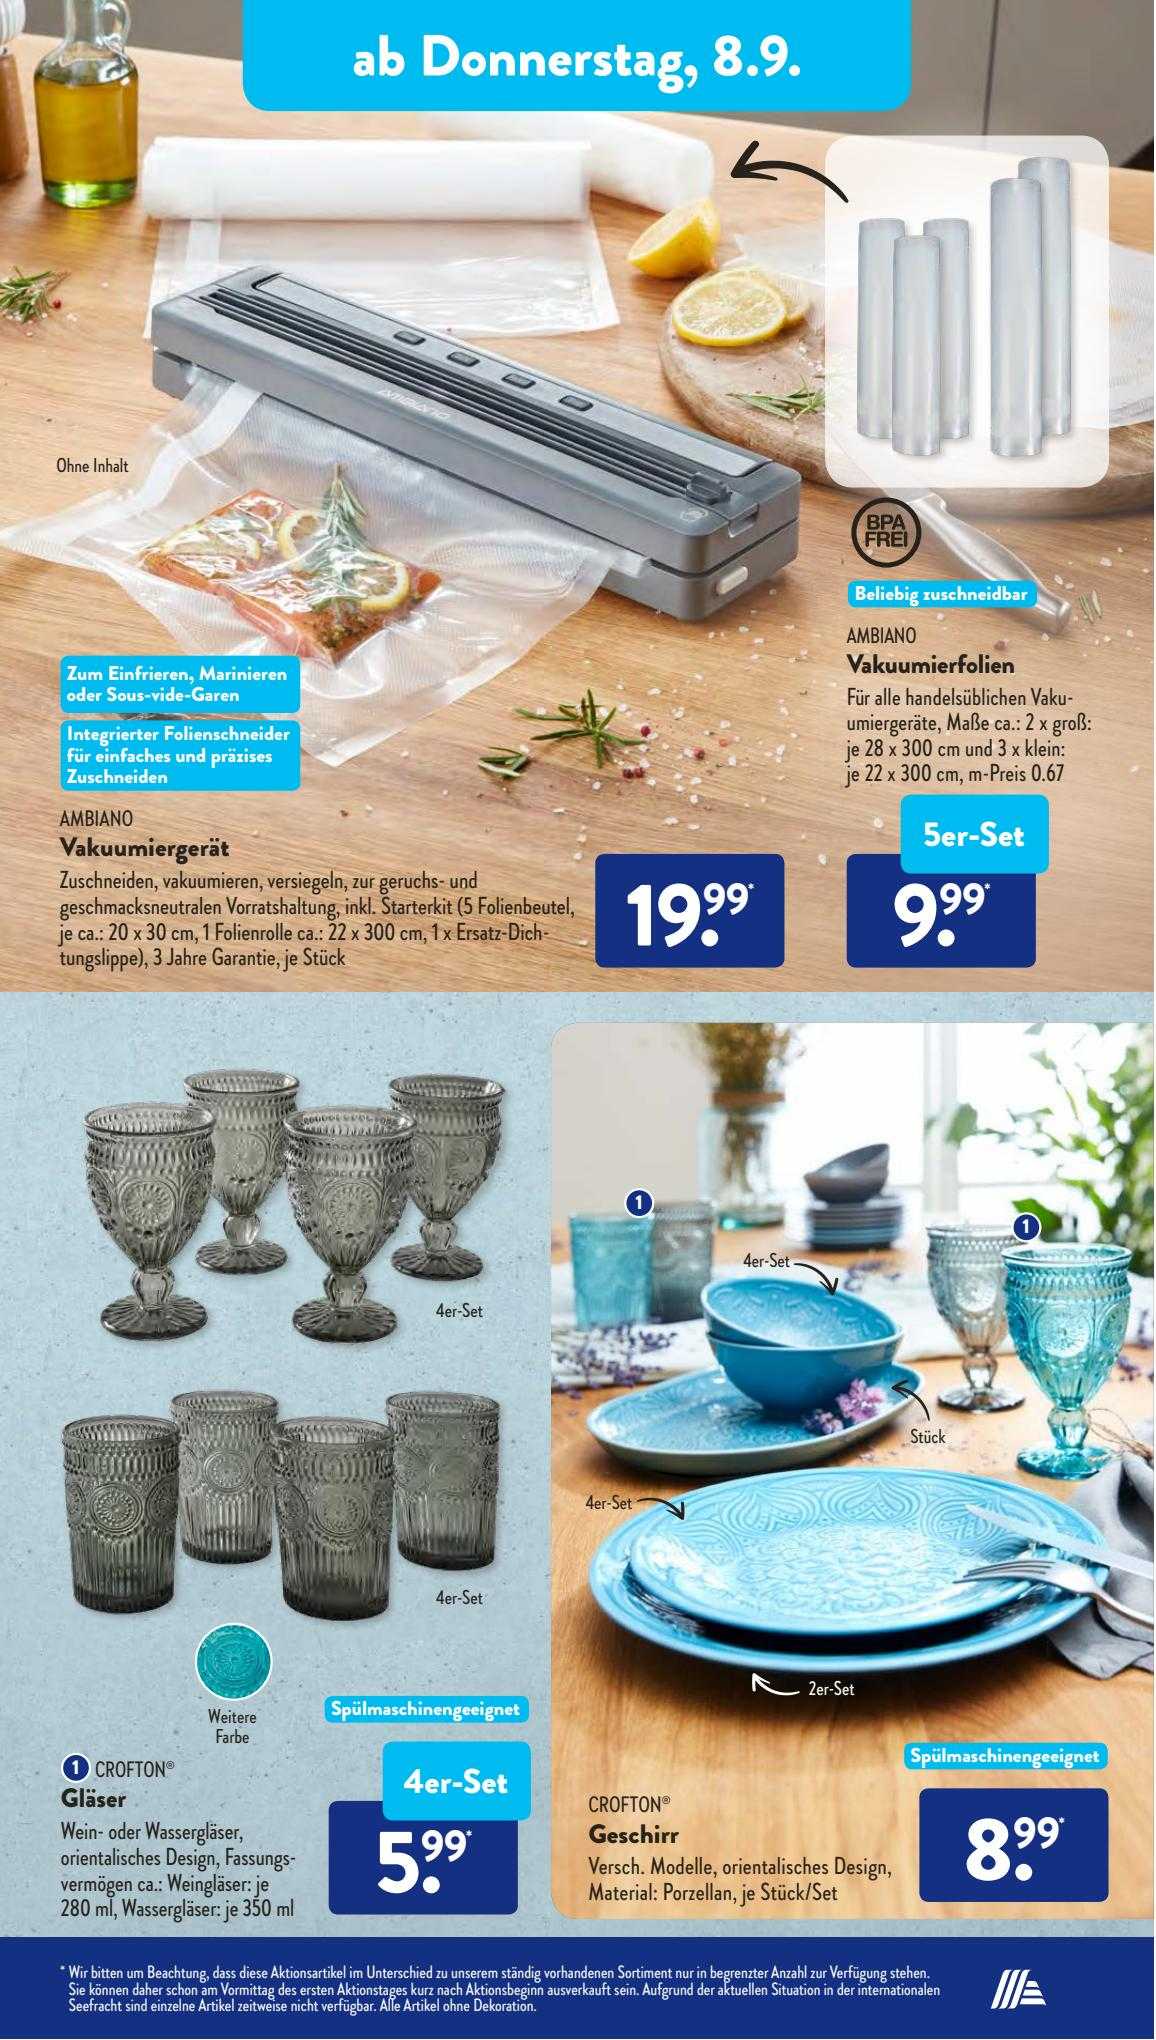 ab Donnerstag, 8.9.
Ohne Inhalt
AMBIANO
BPA
FREI
Beliebig zuschneidbar
AMBIANO
Vakuumierfolien
Für alle handelsüblichen Vaku-
umiergeräte, Maße ca.: 2 x groß:
je 28 x 300 cm und 3 x klein:
je 22 x 300 cm, m-Preis 0.67
5er-Set
9.99*
Zum Einfrieren, Marinieren
oder Sous-vide-Garen
Integrierter Folienschneider
für einfaches und präzises
Zuschneiden
AMBIANO
Vakuumiergerät
Zuschneiden, vakuumieren, versiegeln, zur geruchs- und
geschmacksneutralen Vorratshaltung, inkl. Starterkit (5 Folienbeutel,
je ca.: 20 x 30 cm, 1 Folienrolle ca.: 22 x 300 cm, 1 x Ersatz-Dich-
tungslippe), 3 Jahre Garantie, je Stück
19.99*
4er-Set
4er-Set
Weitere
Farbe
Spülmaschinengeeignet
1 CROFTON®
Gläser
Wein- oder Wassergläser,
orientalisches Design, Fassungs-
vermögen ca.: Weingläser: je
280 ml, Wassergläser: je 350 ml
4er-Set
5.99*
1
1
4er-Set
Stück
4er-Set
2er-Set
Spülmaschinengeeignet
CROFTON®
Geschirr
Versch. Modelle, orientalisches Design,
Material: Porzellan, je Stück/Set
8.99*
* Wir bitten um Beachtung, dass diese Aktionsartikel im Unterschied zu unserem ständig vorhandenen Sortiment nur in begrenzter Anzahl zur Verfügung stehen.
Sie können daher schon am Vormittag des ersten Aktionstages kurz nach Aktionsbeginn ausverkauft sein. Aufgrund der aktuellen Situation in der internationalen
Seefracht sind einzelne Artikel zeitweise nicht verfügbar. Alle Artikel ohne Dekoration.